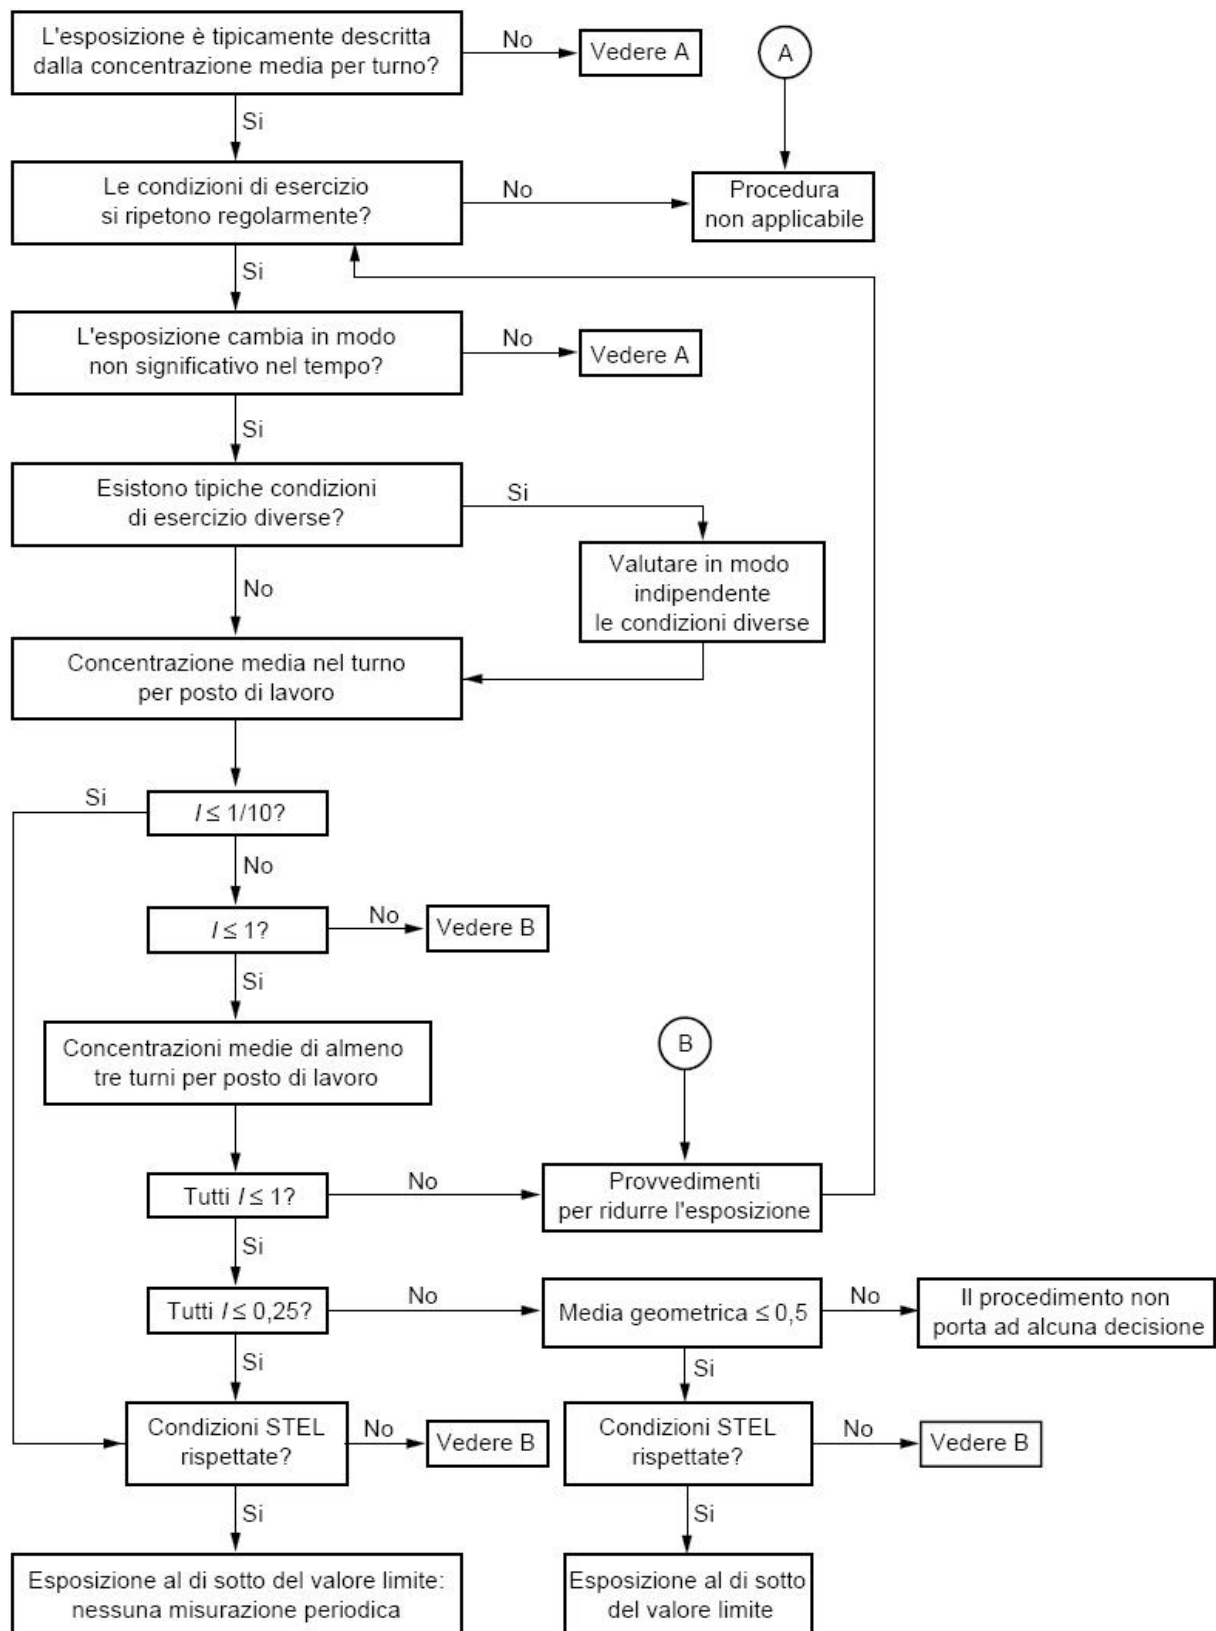 L'esposizione è tipicamente descritta
dalla concentrazione media per turno?
No
Vedere A
A
Si
Le condizioni di esercizio
si ripetono regolarmente?
No
Procedura
non applicabile
Si
L'esposizione cambia in modo
non significativo nel tempo?
No
Vedere A
Si
Esistono tipiche condizioni
di esercizio diverse?
Si
Valutare in modo
indipendente
le condizioni diverse
No
Concentrazione media nel turno
per posto di lavoro
Si
I ≤ 1/10?
No
I ≤ 1?
No
Vedere B
Si
Concentrazioni medie di almeno
tre turni per posto di lavoro
B
Tutti I ≤ 1?
No
Provvedimenti
per ridurre l'esposizione
Si
Tutti I ≤ 0,25?
No
Media geometrica ≤ 0,5
No
Il procedimento non
porta ad alcuna decisione
Si
Si
Condizioni STEL
rispettate?
No
Vedere B
Condizioni STEL
rispettate?
No
Vedere B
Si
Si
Esposizione al di sotto del valore limite:
nessuna misurazione periodica
Esposizione al di sotto
del valore limite